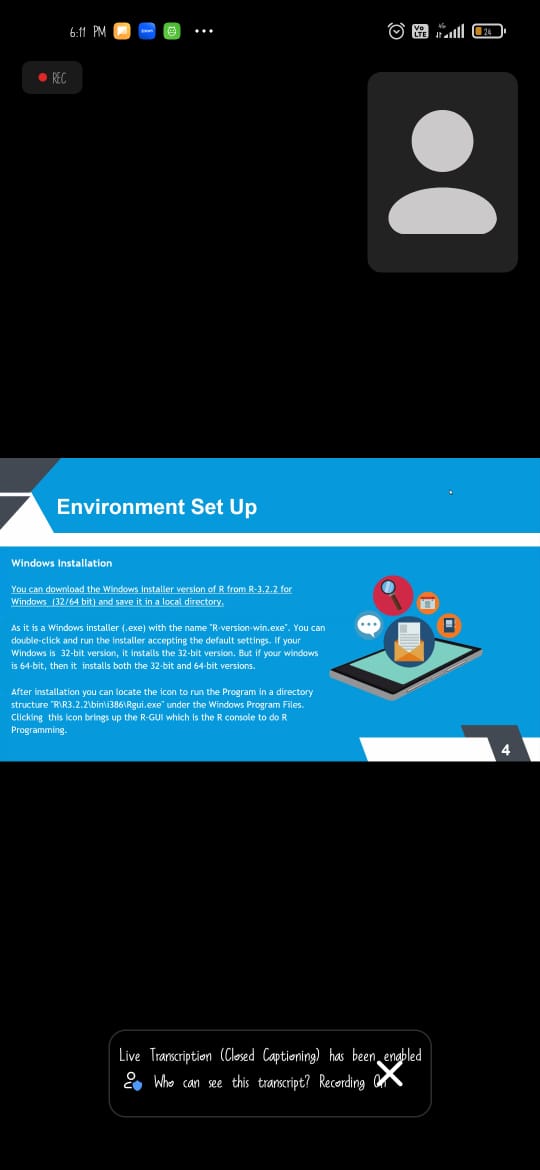 6:11 PM zoom ••• Vo LTE 4G 24
REC
Environment Set Up
Windows Installation
You can download the Windows installer version of R from R-3.2.2 for
Windows (32/64 bit) and save it in a local directory.
As it is a Windows installer (.exe) with the name "R-version-win.exe". You can
double-click and run the installer accepting the default settings. If your
Windows is 32-bit version, it installs the 32-bit version. But if your windows
is 64-bit, then it installs both the 32-bit and 64-bit versions.
After installation you can locate the icon to run the Program in a directory
structure "R\R3.2.2\bin\i386\Rgui.exe" under the Windows Program Files.
Clicking this icon brings up the R-GUI which is the R console to do R
Programming.
4
Live Transcription (Closed Captioning) has been enabled
Who can see this transcript? Recording On